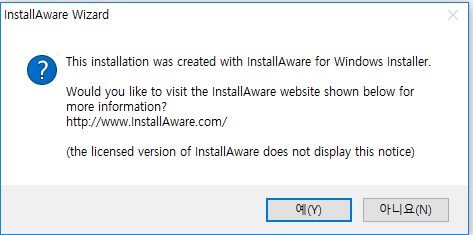 InstallAware Wizard
This installation was created with InstallAware for Windows Installer.
Would you like to visit the InstallAware website shown below for
more information?
http://www.InstallAware.com/
(the licensed version of InstallAware does not display this notice)
예(Y)
아니요(N)